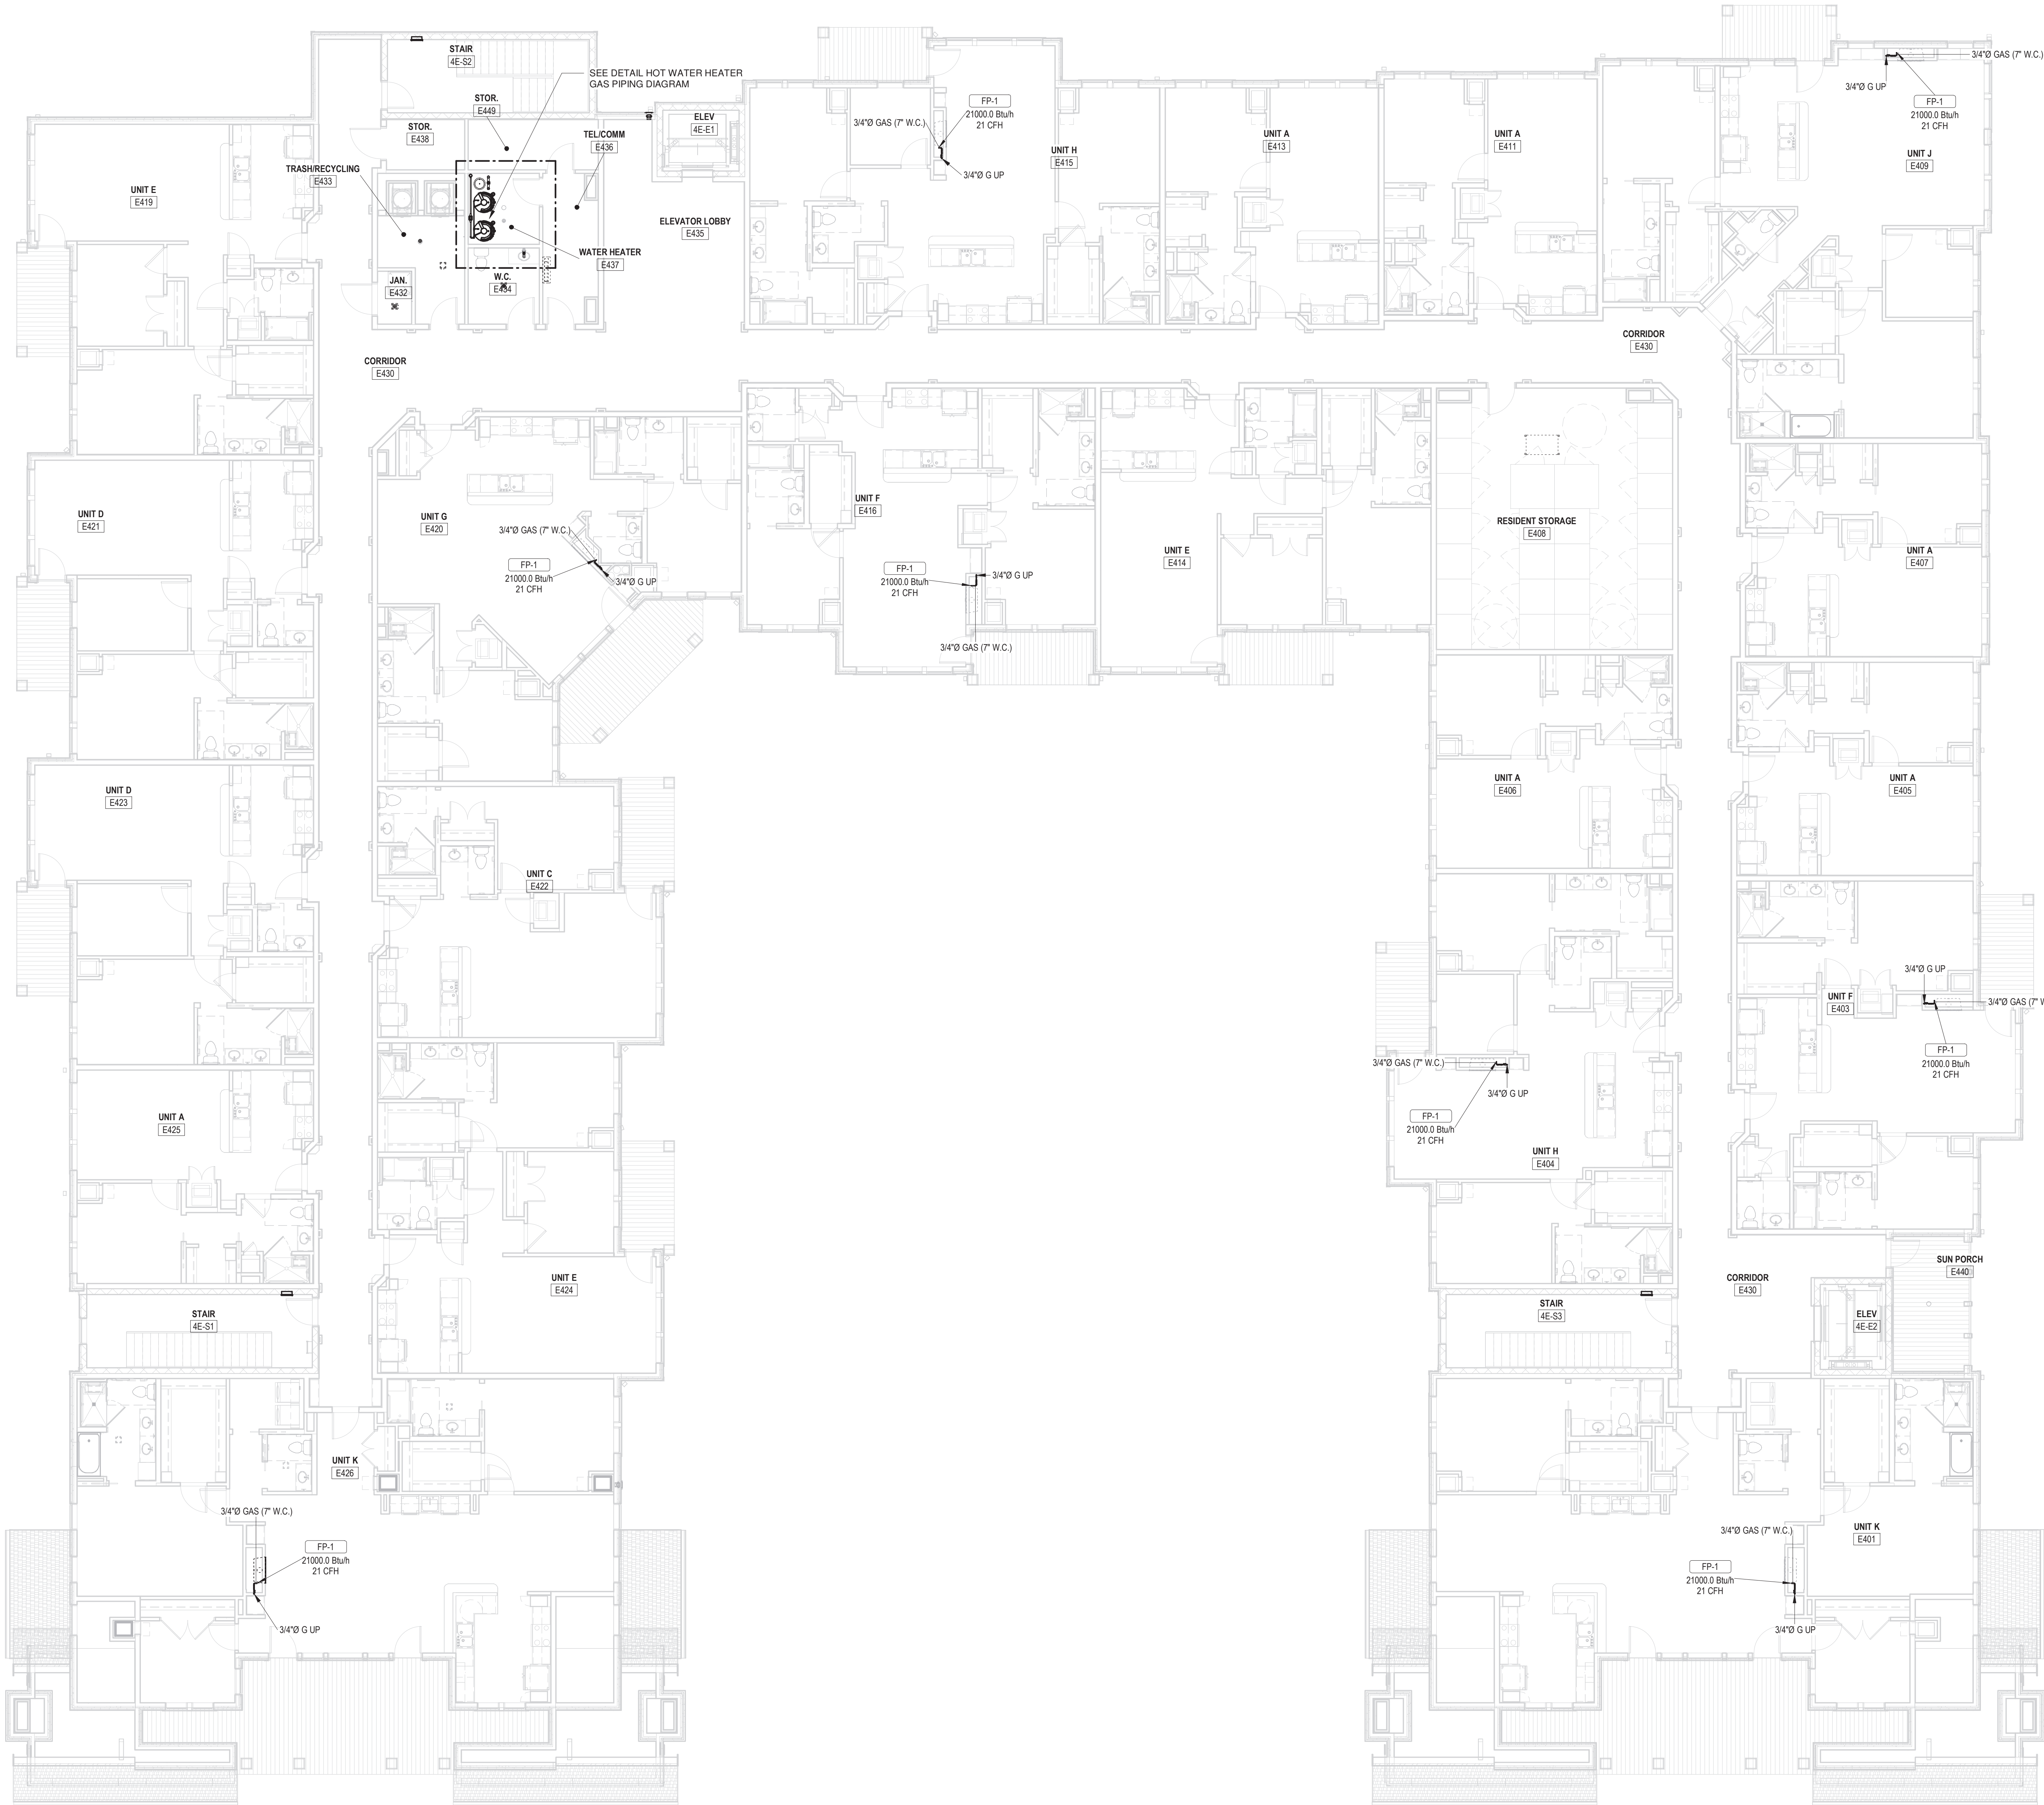 STAIR
4E-S2
SEE DETAIL HOT WATER HEATER
GAS PIPING DIAGRAM
STOR.
E449
STOR.
E438
ELEV
4E-E1
TEL/COMM
E436
TRASH/RECYCLING
E433
UNIT E
E419
ELEVATOR LOBBY
E435
WATER HEATER
E437
JAN.
E432
W.C.
E434
FP-1
21000.0 Btu/h
21 CFH
3/4"Ø GAS (7" W.C.)
3/4"Ø G UP
UNIT H
E415
UNIT A
E413
UNIT A
E411
3/4"Ø GAS (7" W.C.)
3/4"Ø G UP
FP-1
21000.0 Btu/h
21 CFH
UNIT J
E409
CORRIDOR
E430
CORRIDOR
E430
UNIT D
E421
UNIT G
E420
3/4"Ø GAS (7" W.C.)
FP-1
21000.0 Btu/h
21 CFH
3/4"Ø G UP
UNIT F
E416
FP-1
21000.0 Btu/h
21 CFH
3/4"Ø G UP
3/4"Ø GAS (7" W.C.)
UNIT E
E414
RESIDENT STORAGE
E408
UNIT A
E407
UNIT D
E423
UNIT C
E422
UNIT A
E406
UNIT A
E405
3/4"Ø G UP
UNIT F
E403
3/4"Ø GAS (7" W
FP-1
21000.0 Btu/h
21 CFH
3/4"Ø GAS (7" W.C.)
3/4"Ø G UP
FP-1
21000.0 Btu/h
21 CFH
UNIT A
E425
UNIT H
E404
UNIT E
E424
SUN PORCH
E440
CORRIDOR
E430
STAIR
4E-S1
STAIR
4E-S3
ELEV
4E-E2
UNIT K
E426
3/4"Ø GAS (7" W.C.)
FP-1
21000.0 Btu/h
21 CFH
3/4"Ø G UP
UNIT K
E401
3/4"Ø GAS (7" W.C.)
FP-1
21000.0 Btu/h
21 CFH
3/4"Ø G UP